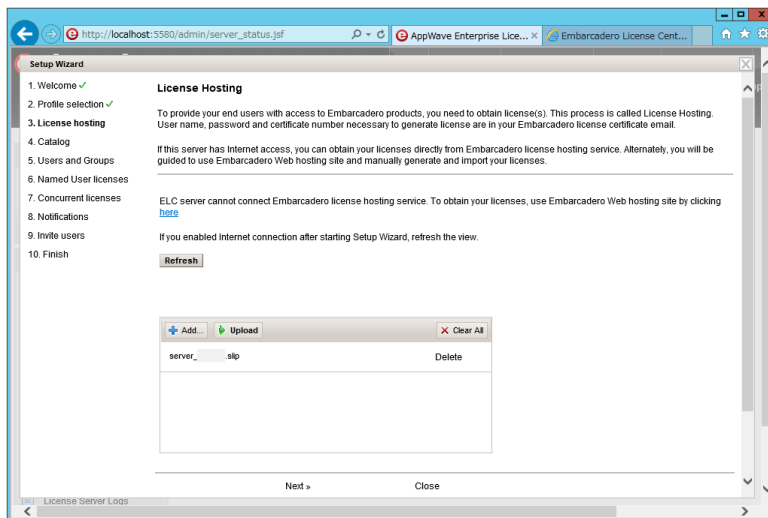 http://localhost:5580/admin/server_status.jsf
AppWave Enterprise Lice...
Embarcadero License Cent...
Setup Wizard
1. Welcome
2. Profile selection
3. License hosting
4. Catalog
5. Users and Groups
6. Named User licenses
7. Concurrent licenses
8. Notifications
9. Invite users
10. Finish
License Hosting
To provide your end users with access to Embarcadero products, you need to obtain license(s). This process is called License Hosting.
User name, password and certificate number necessary to generate license are in your Embarcadero license certificate email.
If this server has Internet access, you can obtain your licenses directly from Embarcadero license hosting service. Alternately, you will be
guided to use Embarcadero Web hosting site and manually generate and import your licenses.
ELC server cannot connect Embarcadero license hosting service. To obtain your licenses, use Embarcadero Web hosting site by clicking
here
If you enabled Internet connection after starting Setup Wizard, refresh the view.
Refresh
Add... Upload Clear All
server_ .slip Delete
Next » Close
License Server Logs